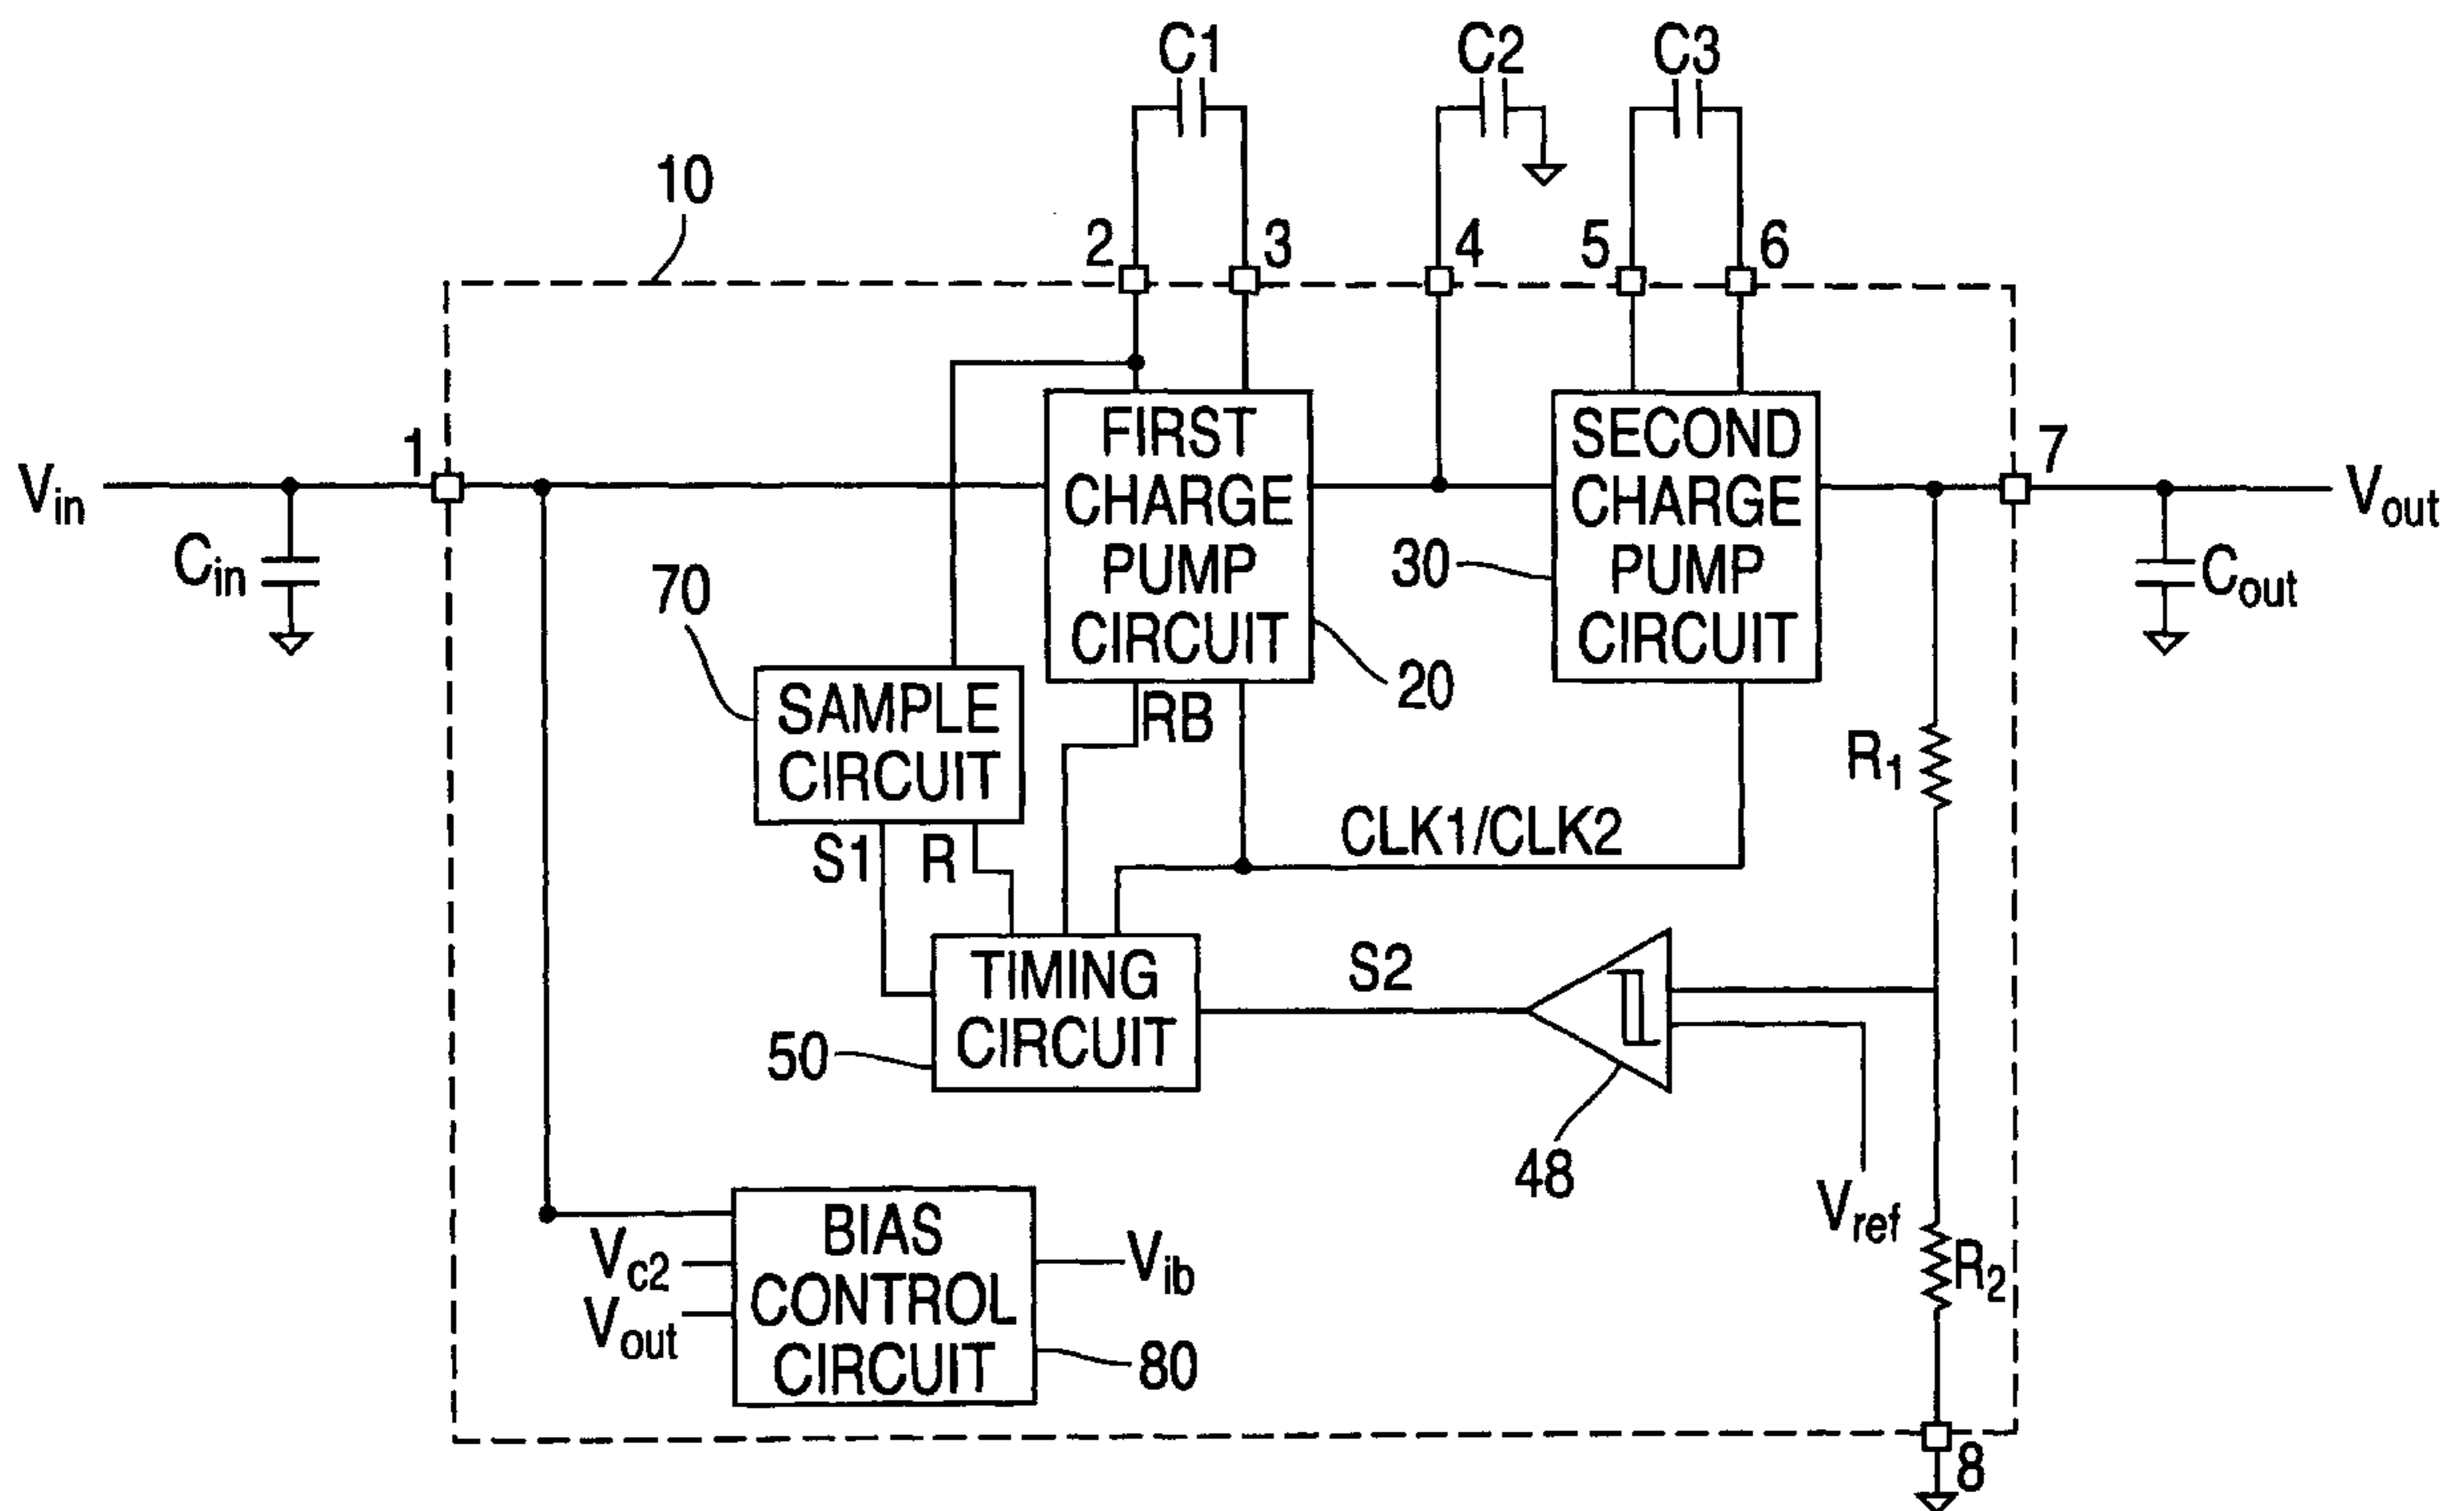 C1
C2
C3
10
2
3
4
5
6
1
7
Vin
Vout
Cin
Cout
FIRST
CHARGE
PUMP
CIRCUIT
SECOND
CHARGE
PUMP
CIRCUIT
30
20
70
SAMPLE
CIRCUIT
RB
R1
S1
R
CLK1/CLK2
TIMING
CIRCUIT
S2
50
48
Vref
R2
BIAS
CONTROL
CIRCUIT
Vc2
Vout
Vib
80
8